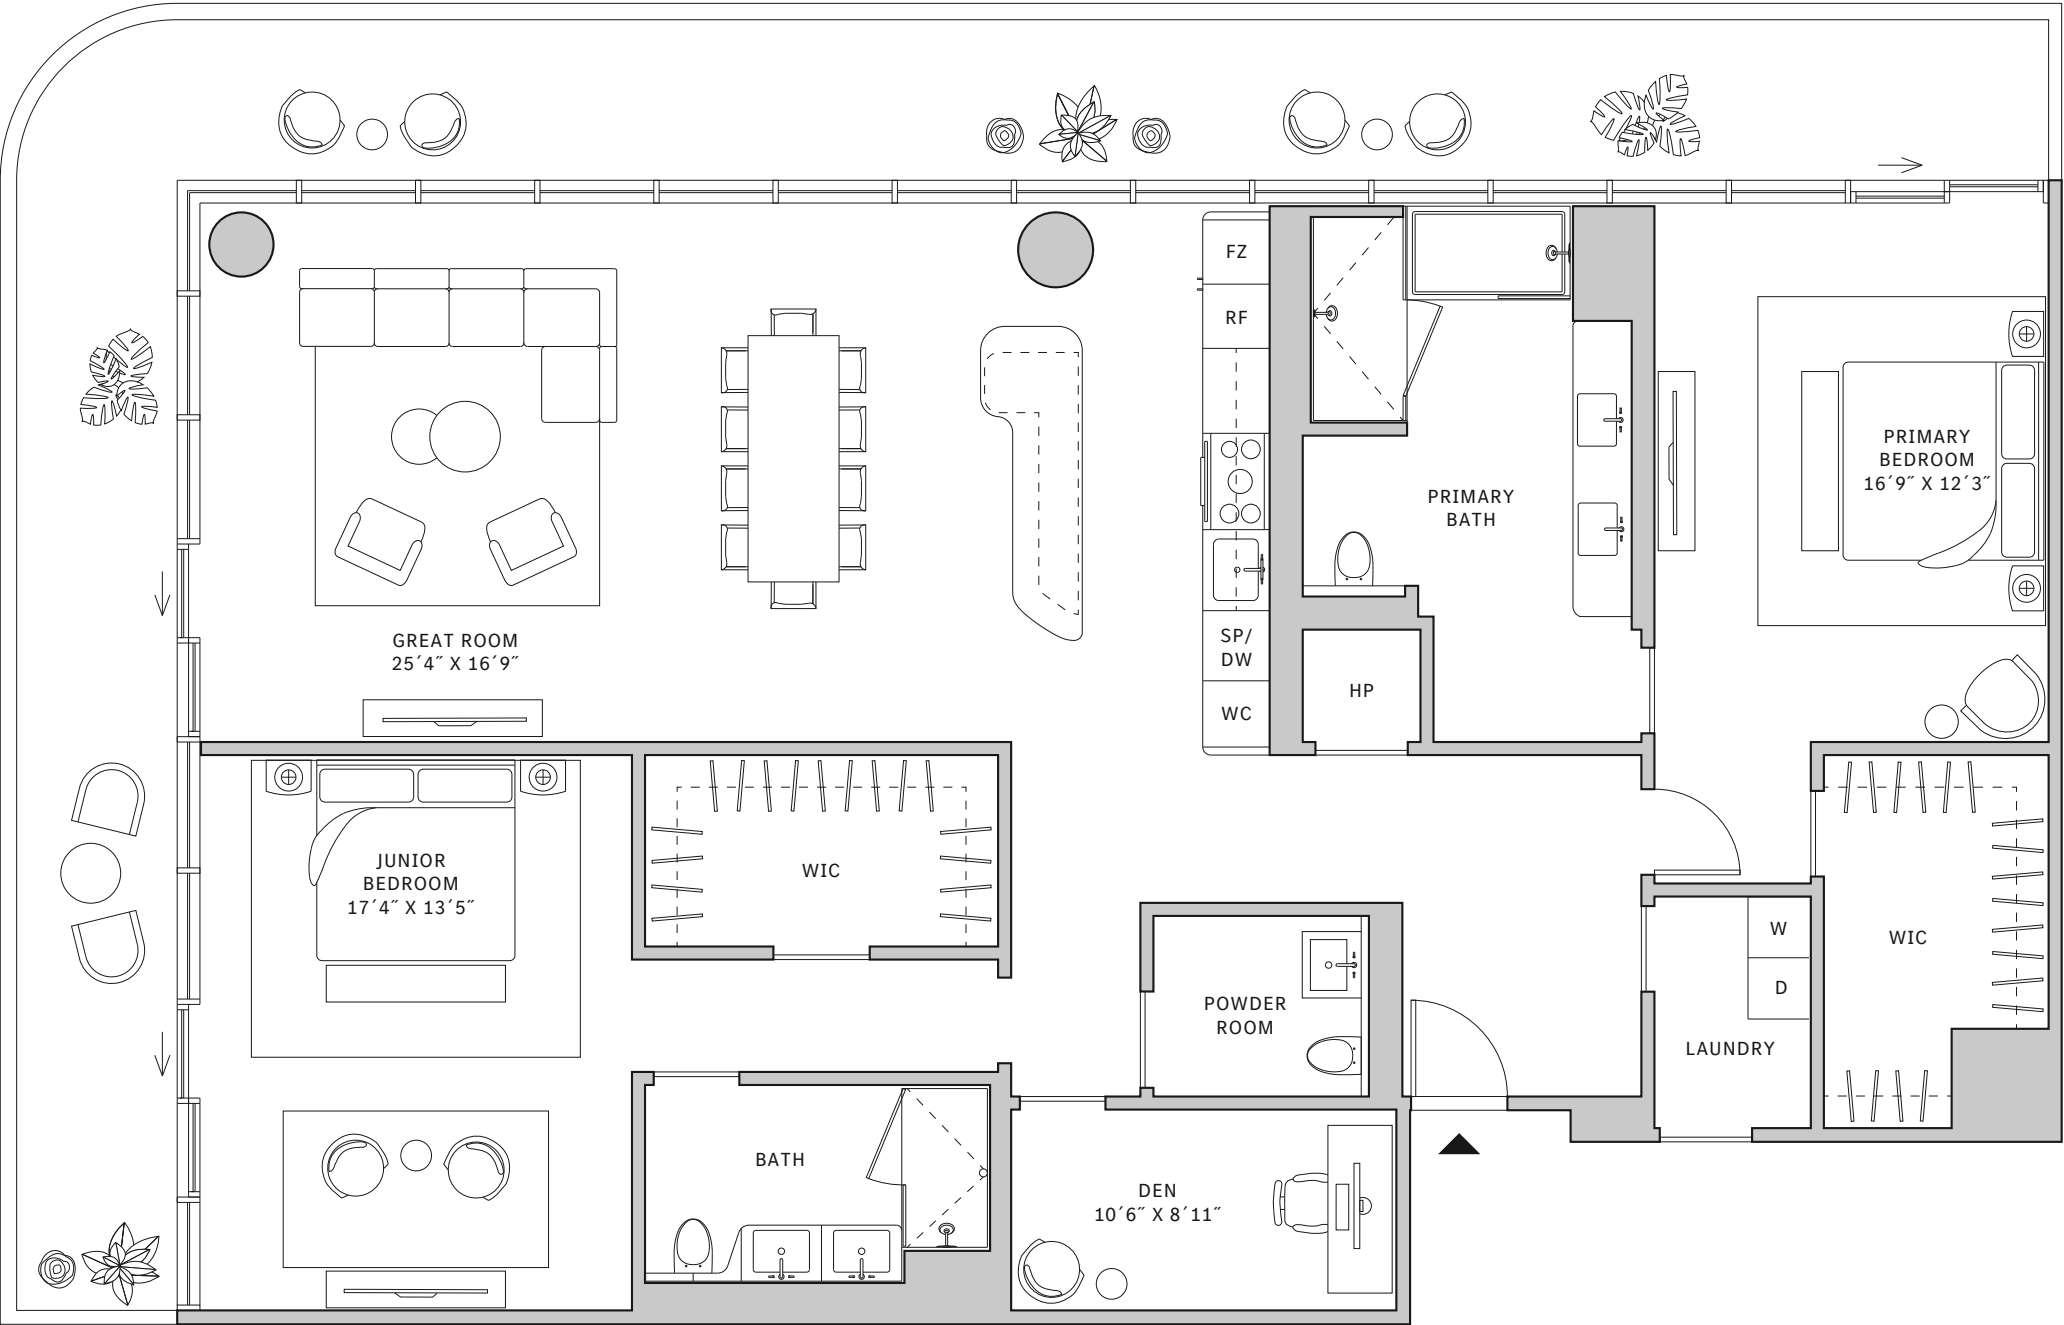 FZ
RF
SP/
DW
WC
PRIMARY
BATH
HP
PRIMARY
BEDROOM
16´9˝ X 12´3˝
GREAT ROOM
25´4˝ X 16´9˝
JUNIOR
BEDROOM
17´4˝ X 13´5˝
WIC
POWDER
ROOM
W
D
LAUNDRY
WIC
BATH
DEN
10´6˝ X 8´11˝